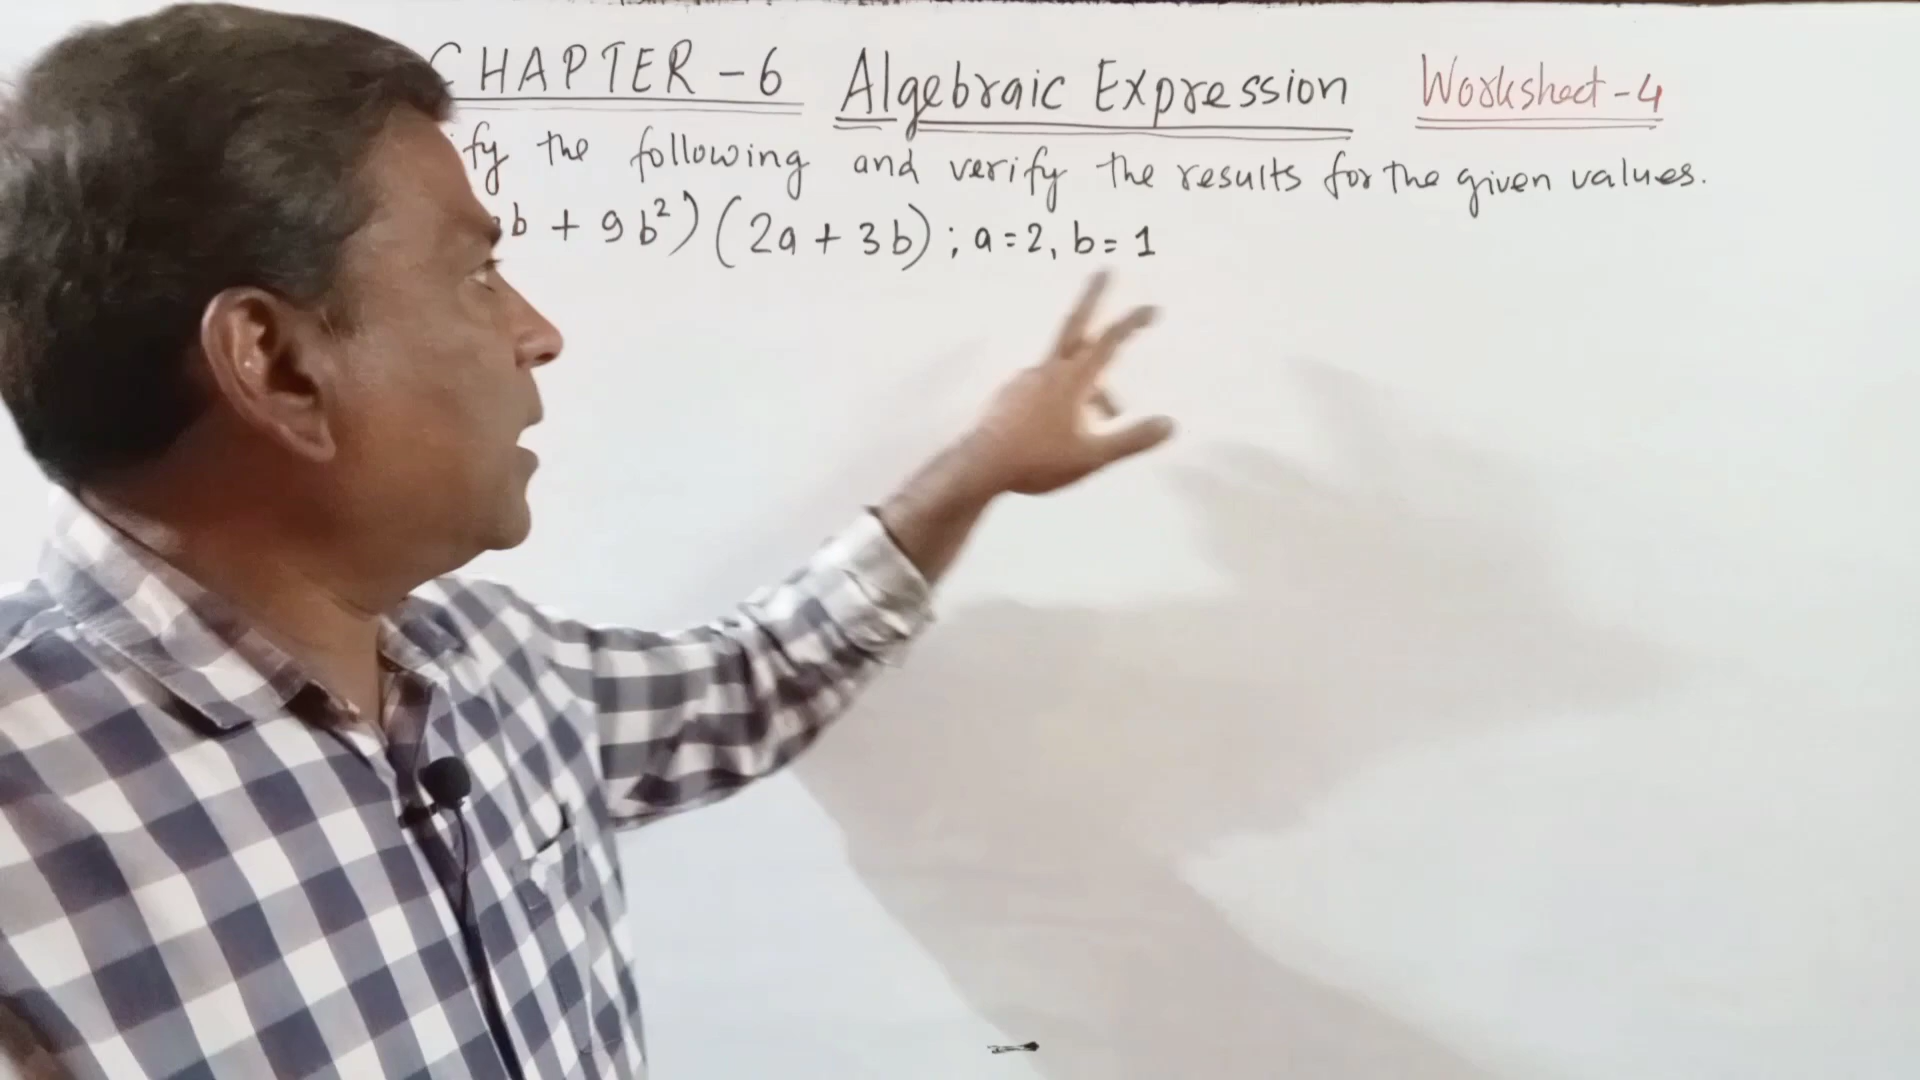 CHAPTER - 6 Algebraic Expression Worksheet - 4
fy the following and verify the results for the given values.
b + 9b²) (2a + 3b) ; a = 2, b = 1